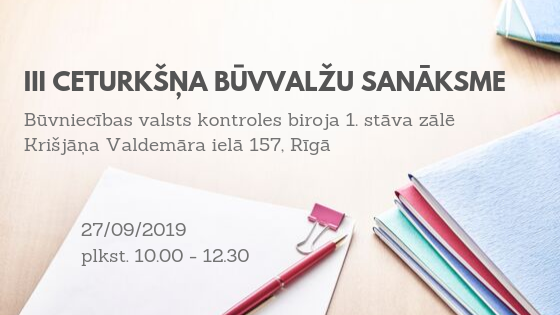 III CETURKŠŅA BŪVVALŽU SANĀKSME
Būvniecības valsts kontroles biroja 1. stāva zālē
Krišjāņa Valdemāra ielā 157, Rīgā
27/09/2019
plkst. 10.00 - 12.30